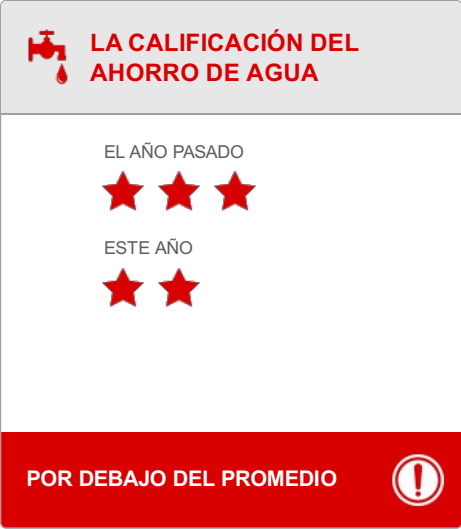 LA CALIFICACIÓN DEL
AHORRO DE AGUA
EL AÑO PASADO
ESTE AÑO
POR DEBAJO DEL PROMEDIO